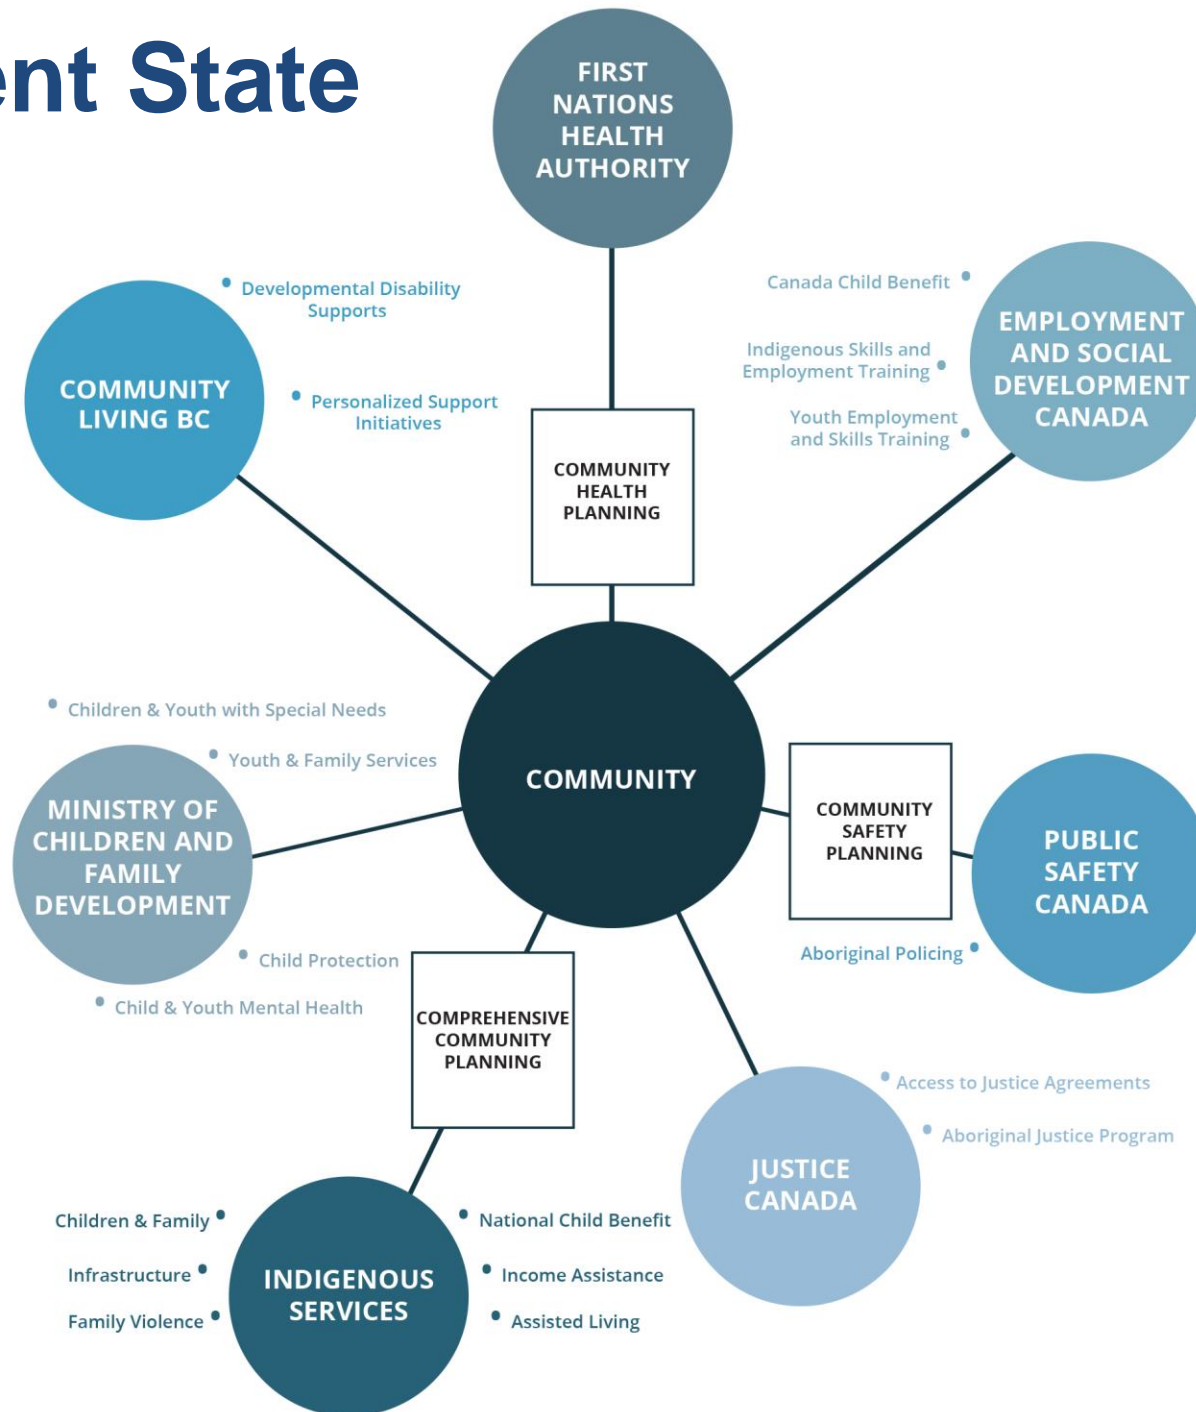 ent State
FIRST
NATIONS
HEALTH
AUTHORITY
• Developmental Disability
Supports
• Personalized Support
Initiatives
COMMUNITY
LIVING BC
Canada Child Benefit •
Indigenous Skills and
Employment Training •
Youth Employment
and Skills Training •
EMPLOYMENT
AND SOCIAL
DEVELOPMENT
CANADA
COMMUNITY
HEALTH
PLANNING
• Children & Youth with Special Needs
• Youth & Family Services
MINISTRY OF
CHILDREN AND
FAMILY
DEVELOPMENT
• Child Protection
• Child & Youth Mental Health
COMMUNITY
COMMUNITY
SAFETY
PLANNING
PUBLIC
SAFETY
CANADA
Aboriginal Policing •
COMPREHENSIVE
COMMUNITY
PLANNING
• Access to Justice Agreements
• Aboriginal Justice Program
JUSTICE
CANADA
Children & Family •
Infrastructure •
Family Violence •
INDIGENOUS
SERVICES
• National Child Benefit
• Income Assistance
• Assisted Living